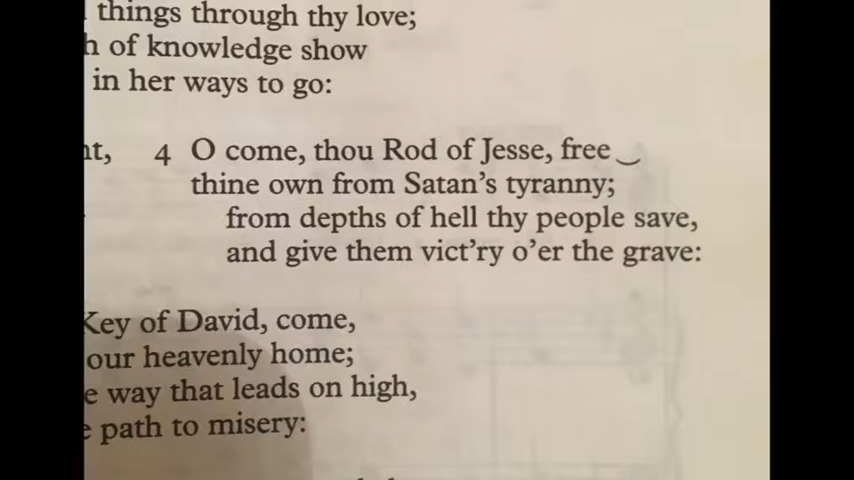 things through thy love;
of knowledge show
in her ways to go:
4 O come, thou Rod of Jesse, free
thine own from Satan's tyranny;
from depths of hell thy people save,
and give them vict'ry o'er the grave:
Key of David, come,
our heavenly home;
way that leads on high,
path to misery: